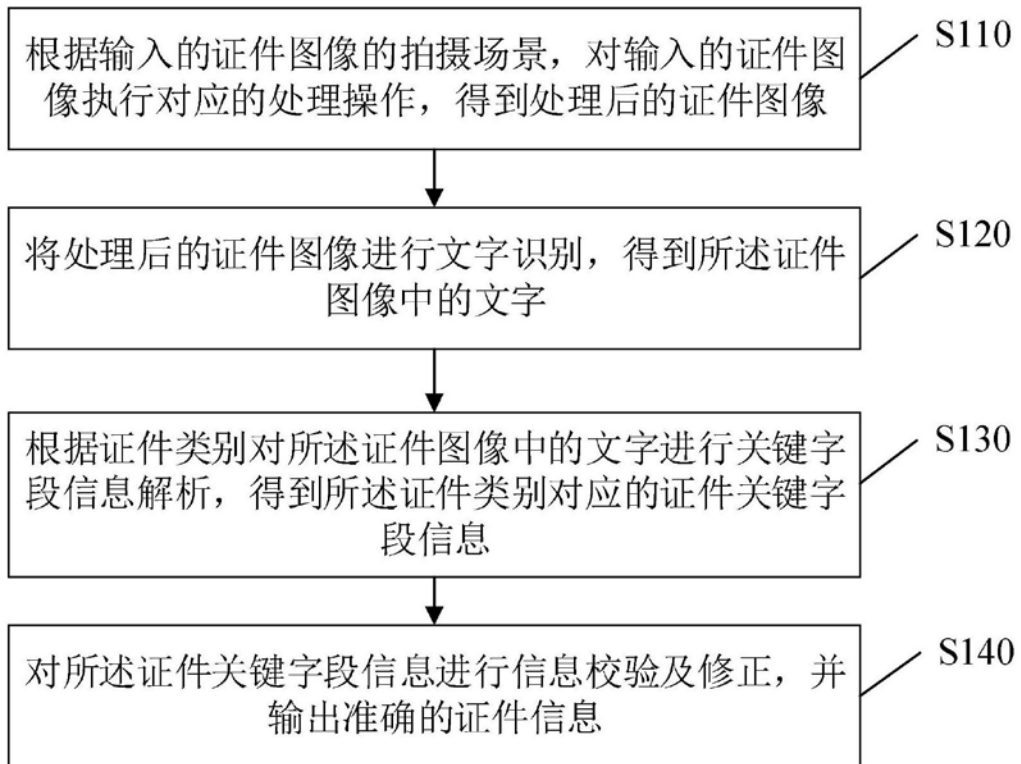 根据输入的证件图像的拍摄场景，对输入的证件图
像执行对应的处理操作，得到处理后的证件图像
S110
将处理后的证件图像进行文字识别，得到所述证件
图像中的文字
S120
根据证件类别对所述证件图像中的文字进行关键字
段信息解析，得到所述证件类别对应的证件关键字
段信息
S130
对所述证件关键字段信息进行信息校验及修正，并
输出准确的证件信息
S140